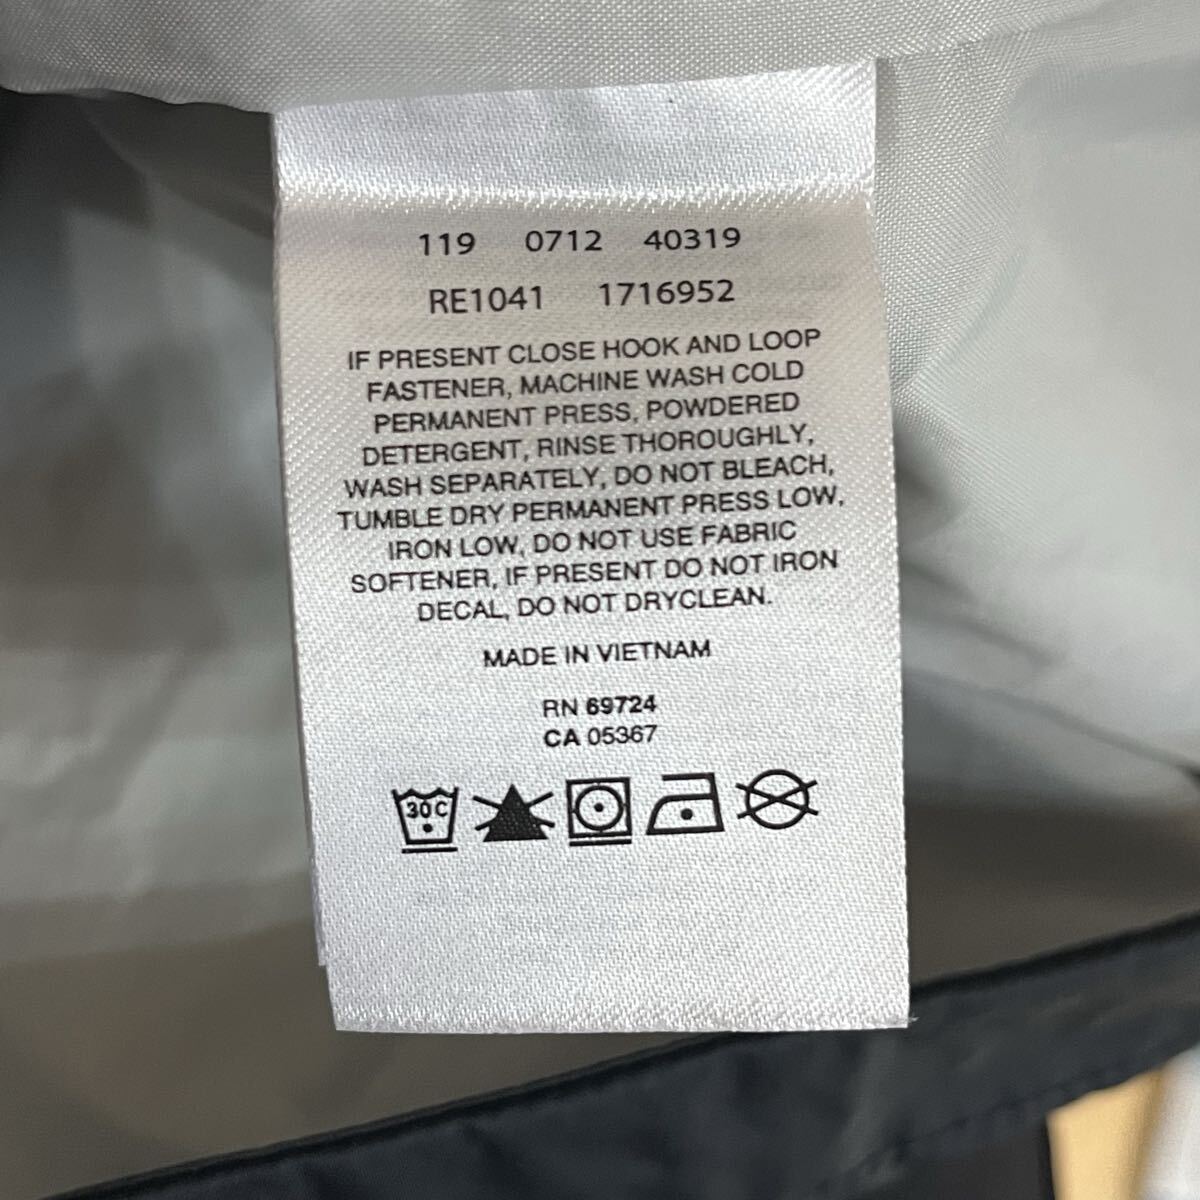 119 0712 40319
RE1041 1716952
IF PRESENT CLOSE HOOK AND LOOP
FASTENER, MACHINE WASH COLD
PERMANENT PRESS, POWDERED
DETERGENT, RINSE THOROUGHLY,
WASH SEPARATELY, DO NOT BLEACH,
TUMBLE DRY PERMANENT PRESS LOW,
IRON LOW, DO NOT USE FABRIC
SOFTENER, IF PRESENT DO NOT IRON
DECAL, DO NOT DRYCLEAN.
MADE IN VIETNAM
RN 69724
CA 05367
30C